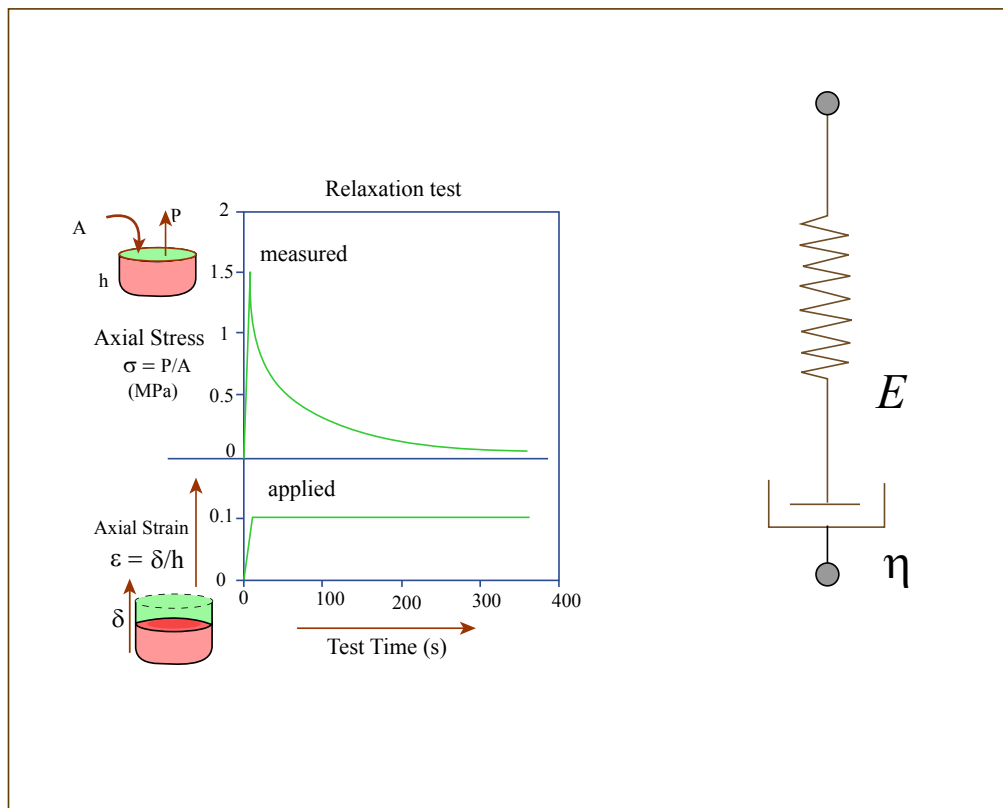 Relaxation test
2
A
P
measured
h
1.5
Axial Stress
σ = P/A
(MPa)
1
0.5
0
E
applied
Axial Strain
ε = δ/h
0.1
δ
0
0
100
200
300
400
Test Time (s)
η